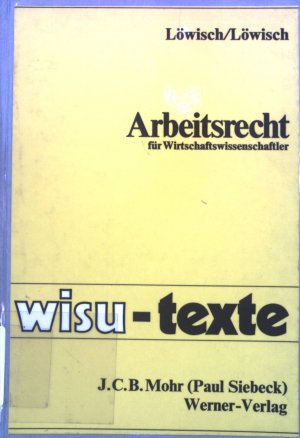 Löwisch/Löwisch
Arbeitsrecht
für Wirtschaftswissenschaftler
wisu-texte
J.C.B. Mohr (Paul Siebeck)
Werner-Verlag